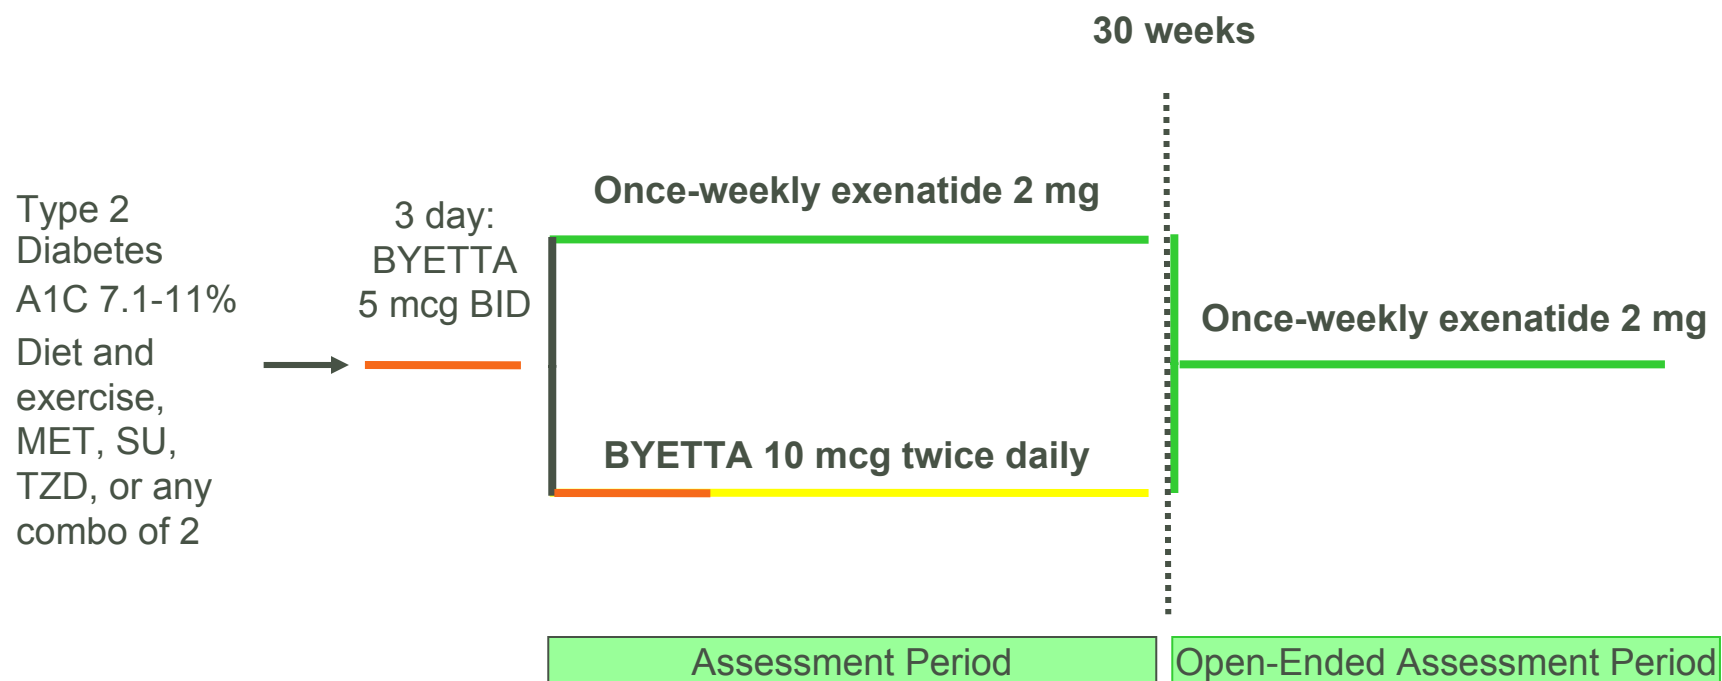 30 weeks
Type 2
Diabetes
A1C 7.1-11%
Diet and
exercise,
MET, SU,
TZD, or any
combo of 2
3 day:
BYETTA
5 mcg BID
Once-weekly exenatide 2 mg
BYETTA 10 mcg twice daily
Once-weekly exenatide 2 mg
Assessment Period
Open-Ended Assessment Period